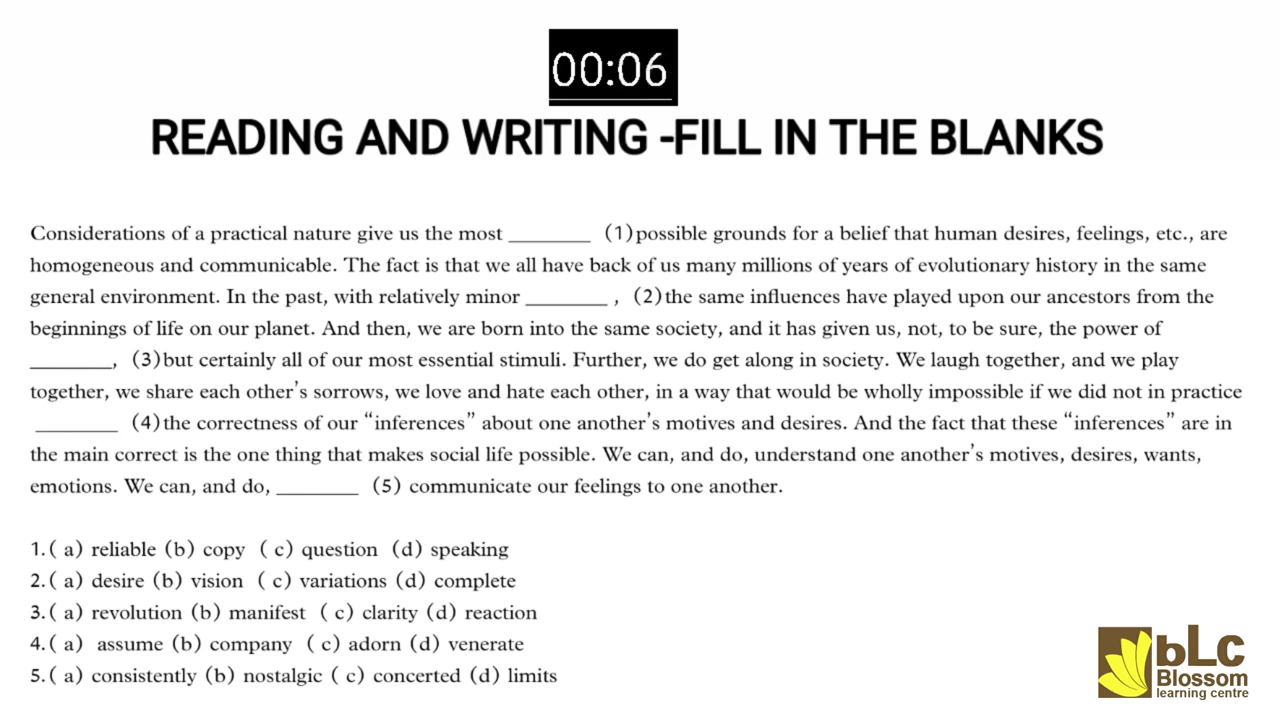 00:06
READING AND WRITING -FILL IN THE BLANKS
Considerations of a practical nature give us the most ________ (1)possible grounds for a belief that human desires, feelings, etc., are
homogeneous and communicable. The fact is that we all have back of us many millions of years of evolutionary history in the same
general environment. In the past, with relatively minor ________ , (2)the same influences have played upon our ancestors from the
beginnings of life on our planet. And then, we are born into the same society, and it has given us, not, to be sure, the power of
________, (3)but certainly all of our most essential stimuli. Further, we do get along in society. We laugh together, and we play
together, we share each other's sorrows, we love and hate each other, in a way that would be wholly impossible if we did not in practice
________ (4)the correctness of our “inferences” about one another's motives and desires. And the fact that these “inferences” are in
the main correct is the one thing that makes social life possible. We can, and do, understand one another's motives, desires, wants,
emotions. We can, and do, ________ (5) communicate our feelings to one another.
1.( a) reliable (b) copy ( c) question (d) speaking
2.( a) desire (b) vision ( c) variations (d) complete
3.( a) revolution (b) manifest ( c) clarity (d) reaction
4.( a) assume (b) company ( c) adorn (d) venerate
5.( a) consistently (b) nostalgic ( c) concerted (d) limits
bLc
Blossom
learning centre